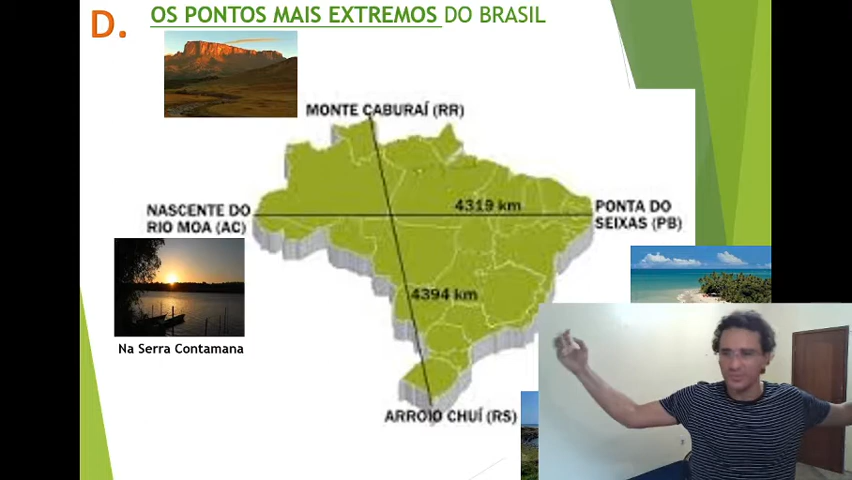 D.
OS PONTOS MAIS EXTREMOS DO BRASIL
MONTE CABURAÍ (RR)
NASCENTE DO
RIO MOA (AC)
4319 km
PONTA DO
SEIXAS (PB)
4394 km
Na Serra Contamana
ARROIO CHUÍ (RS)